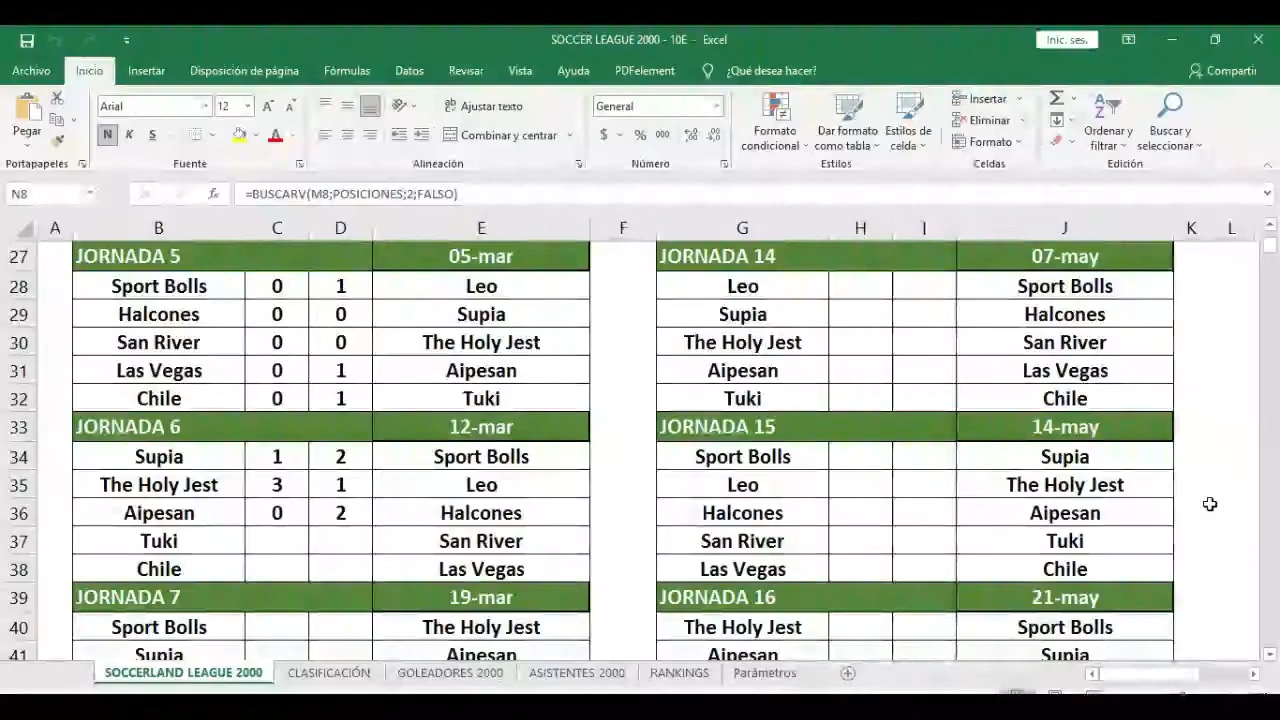 SOCCER LEAGUE 2000 - 10E - Excel
Inic. ses.
Archivo Inicio Insertar Disposición de página Fórmulas Datos Revisar Vista Ayuda PDFelement ¿Qué desea hacer? Comparti
Pegar
Arial 12
N K S
Ajustar texto
Combinar y centrar
General
$ % 000
Formato condicional
Dar formato como tabla
Estilos de celda
Insertar
Eliminar
Formato
Ordenar y filtrar
Buscar y seleccionar
Portapapeles Fuente Alineación Número Estilos Celdas Edición
N8 fx =BUSCARV(M8;POSICIONES;2;FALSO)
A B C D E F G H I J K L
27 JORNADA 5 05-mar JORNADA 14 07-may
28 Sport Bolls 0 1 Leo Leo Sport Bolls
29 Halcones 0 0 Supia Supia Halcones
30 San River 0 0 The Holy Jest The Holy Jest San River
31 Las Vegas 0 1 Aipesan Aipesan Las Vegas
32 Chile 0 1 Tuki Tuki Chile
33 JORNADA 6 12-mar JORNADA 15 14-may
34 Supia 1 2 Sport Bolls Sport Bolls Supia
35 The Holy Jest 3 1 Leo Leo The Holy Jest
36 Aipesan 0 2 Halcones Halcones Aipesan
37 Tuki San River San River Tuki
38 Chile Las Vegas Las Vegas Chile
39 JORNADA 7 19-mar JORNADA 16 21-may
40 Sport Bolls The Holy Jest The Holy Jest Sport Bolls
41 Supia Aipesan Aipesan Supia
SOCCERLAND LEAGUE 2000 CLASIFICACIÓN GOLEADORES 2000 ASISTENTES 2000 RANKINGS Parámetros